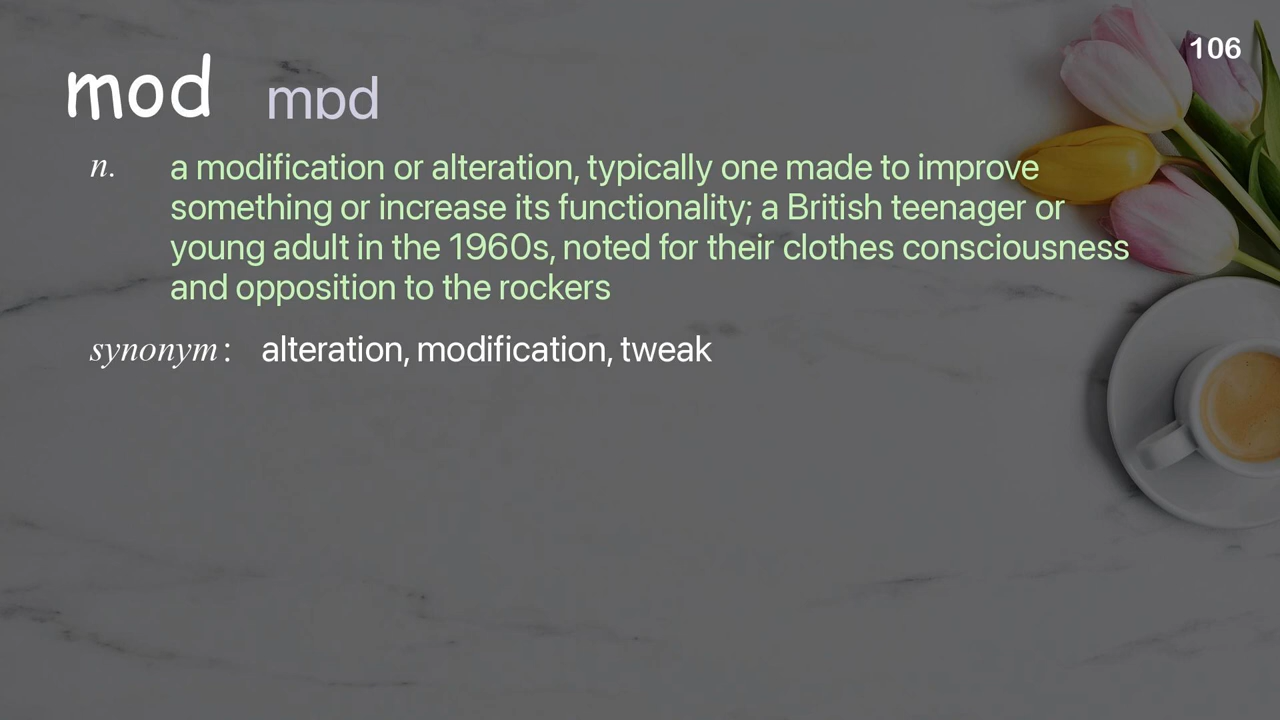 106
mod mɒd
n. a modification or alteration, typically one made to improve
something or increase its functionality; a British teenager or
young adult in the 1960s, noted for their clothes consciousness
and opposition to the rockers
synonym : alteration, modification, tweak